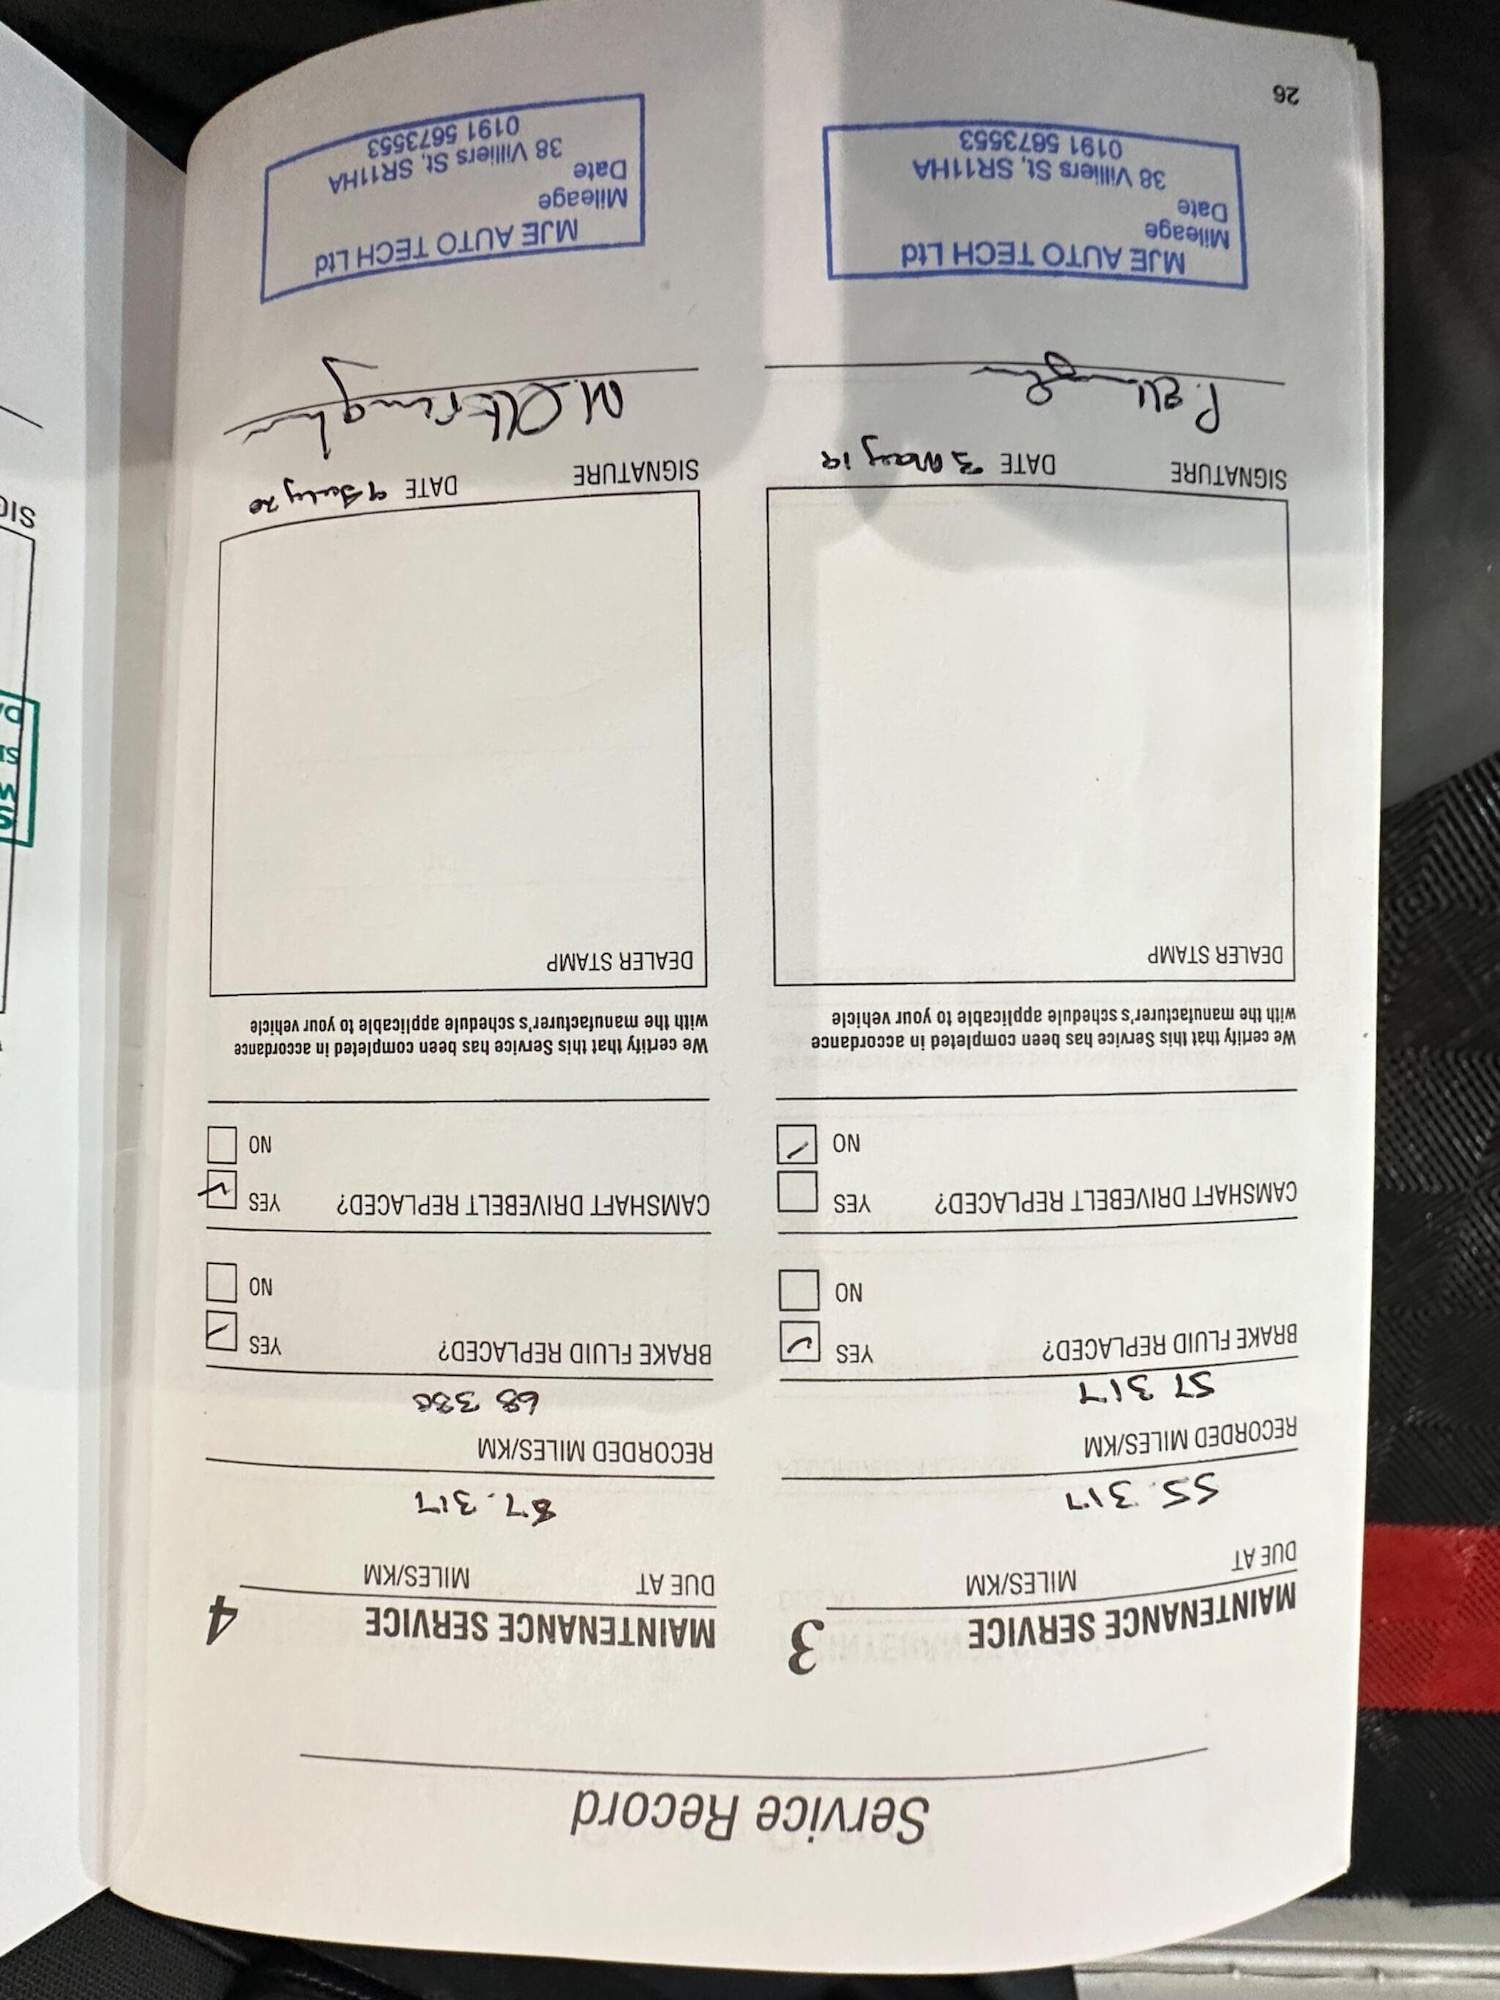 Service Record
MAINTENANCE SERVICE 3
DUE AT MILES/KM
55.317
RECORDED MILES/KM
57 317
BRAKE FLUID REPLACED? YES
NO
CAMSHAFT DRIVEBELT REPLACED? YES
NO
We certify that this Service has been completed in accordance
with the manufacturer's schedule applicable to your vehicle
DEALER STAMP
SIGNATURE DATE 3 May 19
MJE AUTO TECH Ltd
Mileage
Date
38 Villiers St, SR11HA
0191 5673553
26
MAINTENANCE SERVICE 4
DUE AT MILES/KM
RECORDED MILES/KM
BRAKE FLUID REPLACED? YES
NO
CAMSHAFT DRIVEBELT REPLACED? YES
NO
We certify that this Service has been completed in accordance
with the manufacturer's schedule applicable to your vehicle
DEALER STAMP
SIGNATURE DATE 9 July 20
MJE AUTO TECH Ltd
Mileage
Date
38 Villiers St, SR11HA
0191 5673553